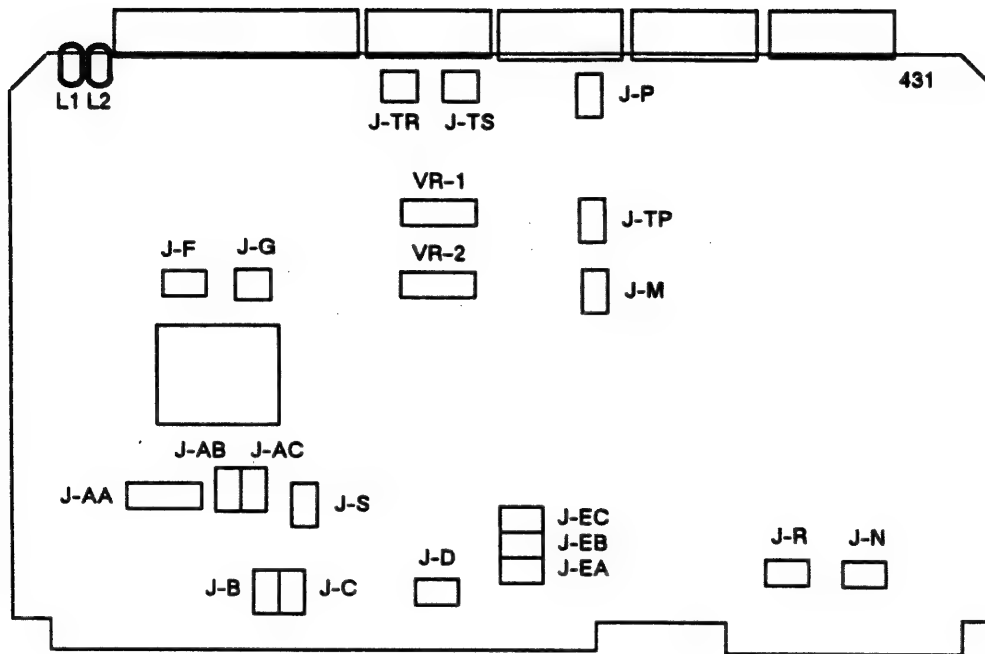 431
L1 L2
J-TR J-TS
J-P
VR-1
J-TP
J-F J-G
VR-2
J-M
J-AB J-AC
J-AA
J-S
J-EC
J-EB
J-EA
J-D
J-R J-N
J-B J-C